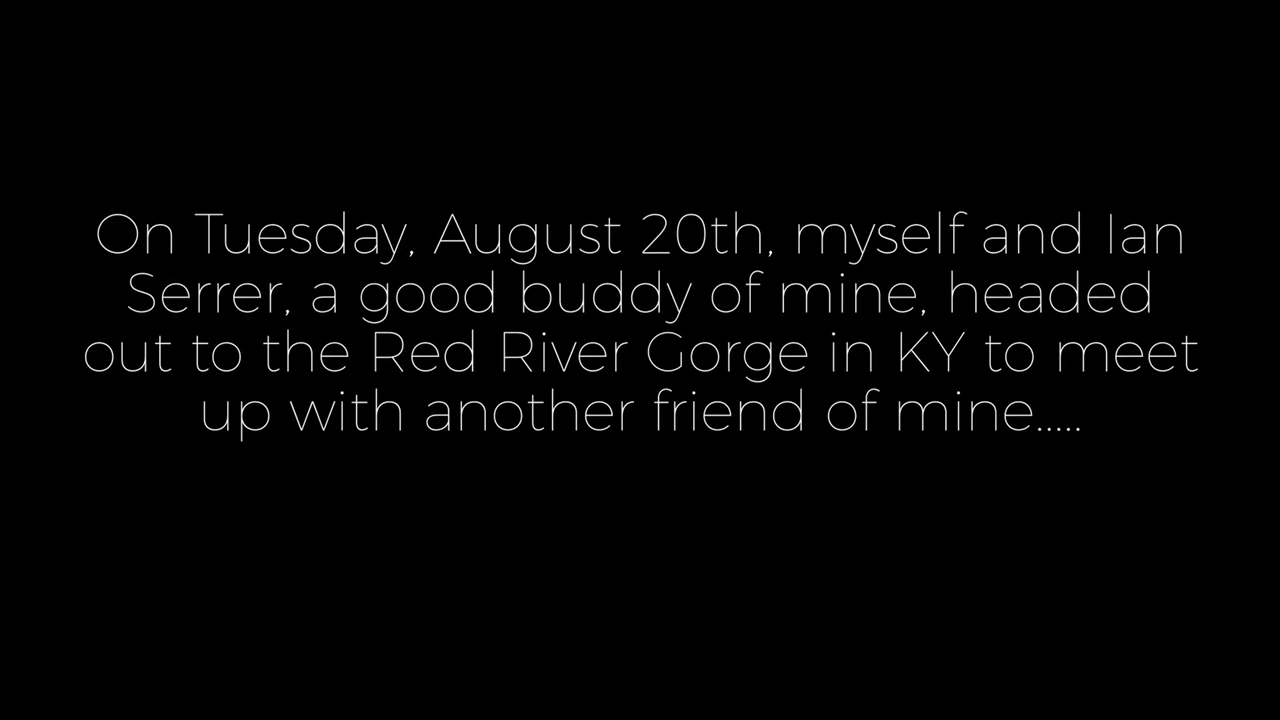 On Tuesday, August 20th, myself and Ian
Serrer, a good buddy of mine, headed
out to the Red River Gorge in KY to meet
up with another friend of mine.....